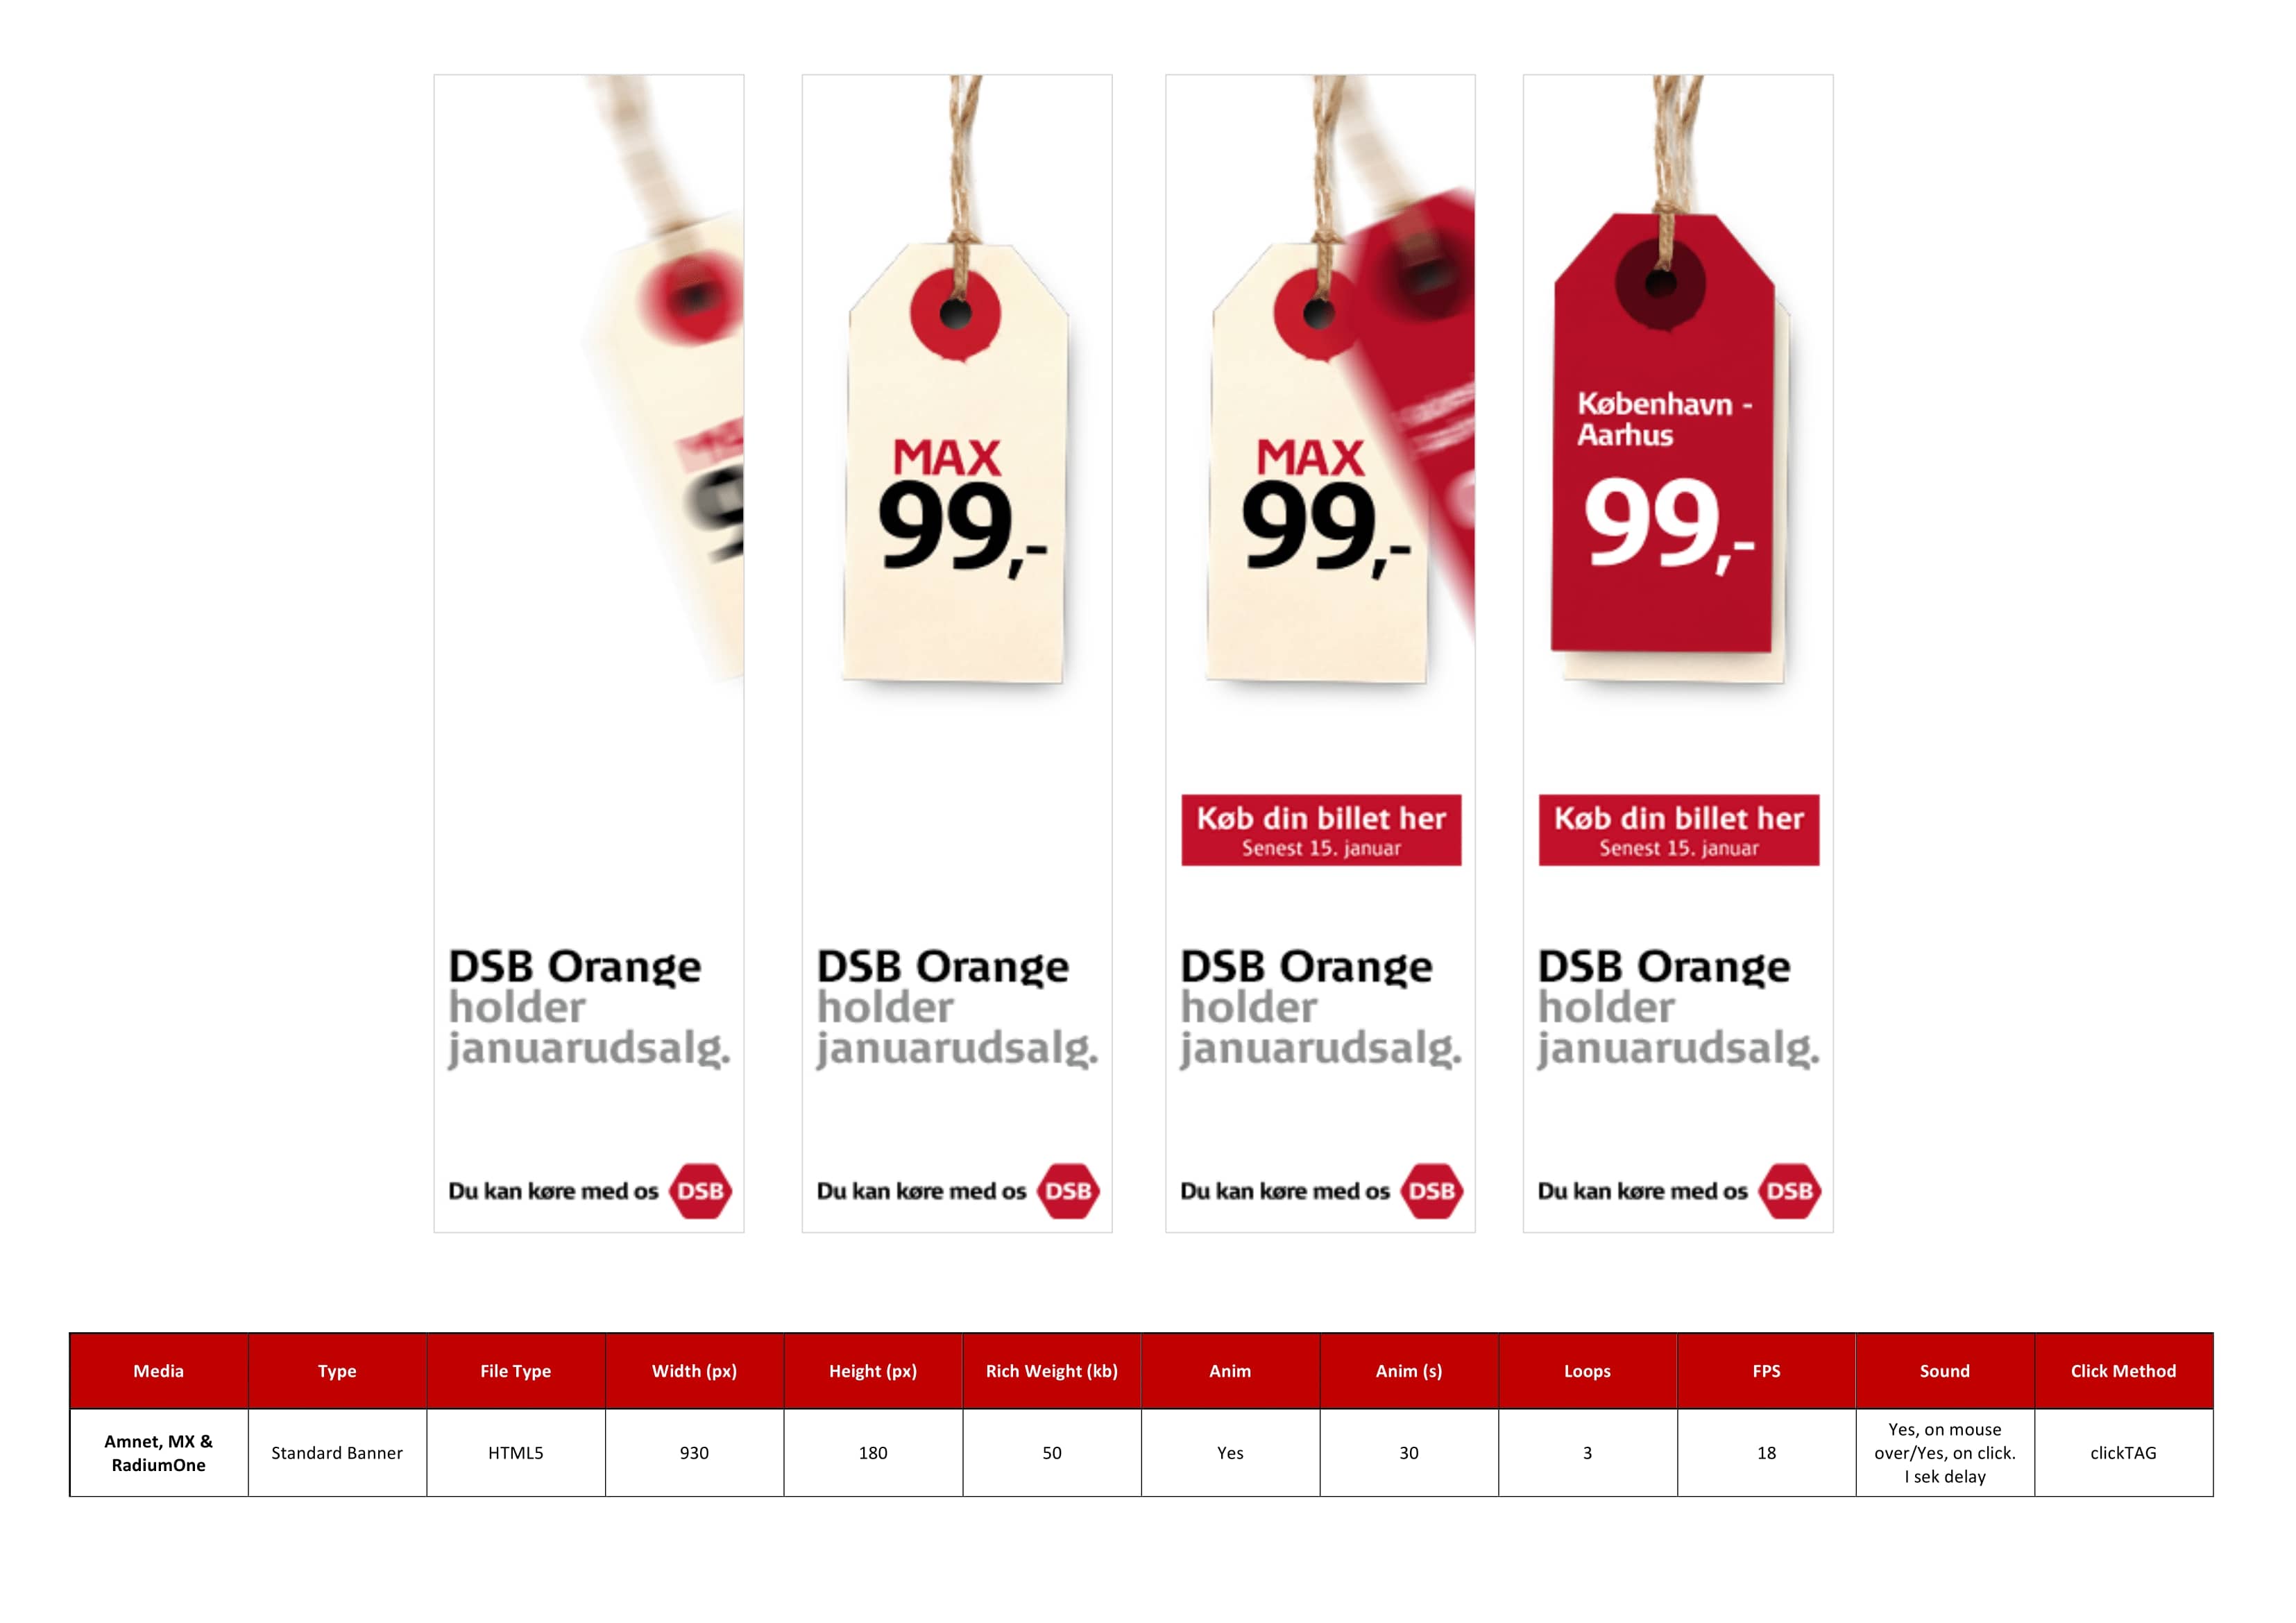 DSB Orange
holder
januarudsalg.
Du kan køre med os DSB
MAX
99,-
DSB Orange
holder
januarudsalg.
Du kan køre med os DSB
MAX
99,-
Køb din billet her
Senest 15. januar
DSB Orange
holder
januarudsalg.
Du kan køre med os DSB
København -
Aarhus
99,-
Køb din billet her
Senest 15. januar
DSB Orange
holder
januarudsalg.
Du kan køre med os DSB
Media Type File Type Width (px) Height (px) Rich Weight (kb) Anim Anim (s) Loops FPS Sound Click Method
Amnet, MX &
RadiumOne
Standard Banner
HTML5
930
180
50
Yes
30
3
18
Yes, on mouse
over/Yes, on click.
I sek delay
clickTAG